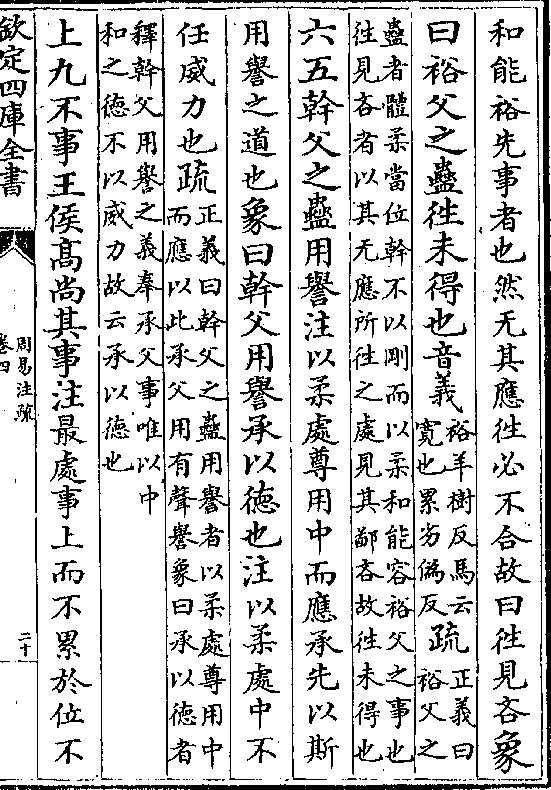 和能裕先事者也然无其應徃必不合故曰徃見吝象
曰裕父之蠱徃未得也音義裕羊樹反馬云寛也累劣偽反疏正義曰裕父之
蠱者體柔當位幹不以剛而以柔和能容裕父之事也
徃見吝者以其无應所徃之處見其鄙吝故徃未得也
六五幹父之蠱用譽注以柔處尊用中而應承先以斯
用譽之道也象曰幹父用譽承以徳也注以柔處中不
任威力也疏正義曰幹父之蠱用譽者以柔處尊用中
而應以此承父用有聲譽象曰承以徳者
釋幹父用譽之義奉承父事唯以中
和之徳不以威力故云承以徳也
上九不事王侯髙尚其事注最處事上而不累於位不
欽定四庫全書
周易注疏
卷四
二十